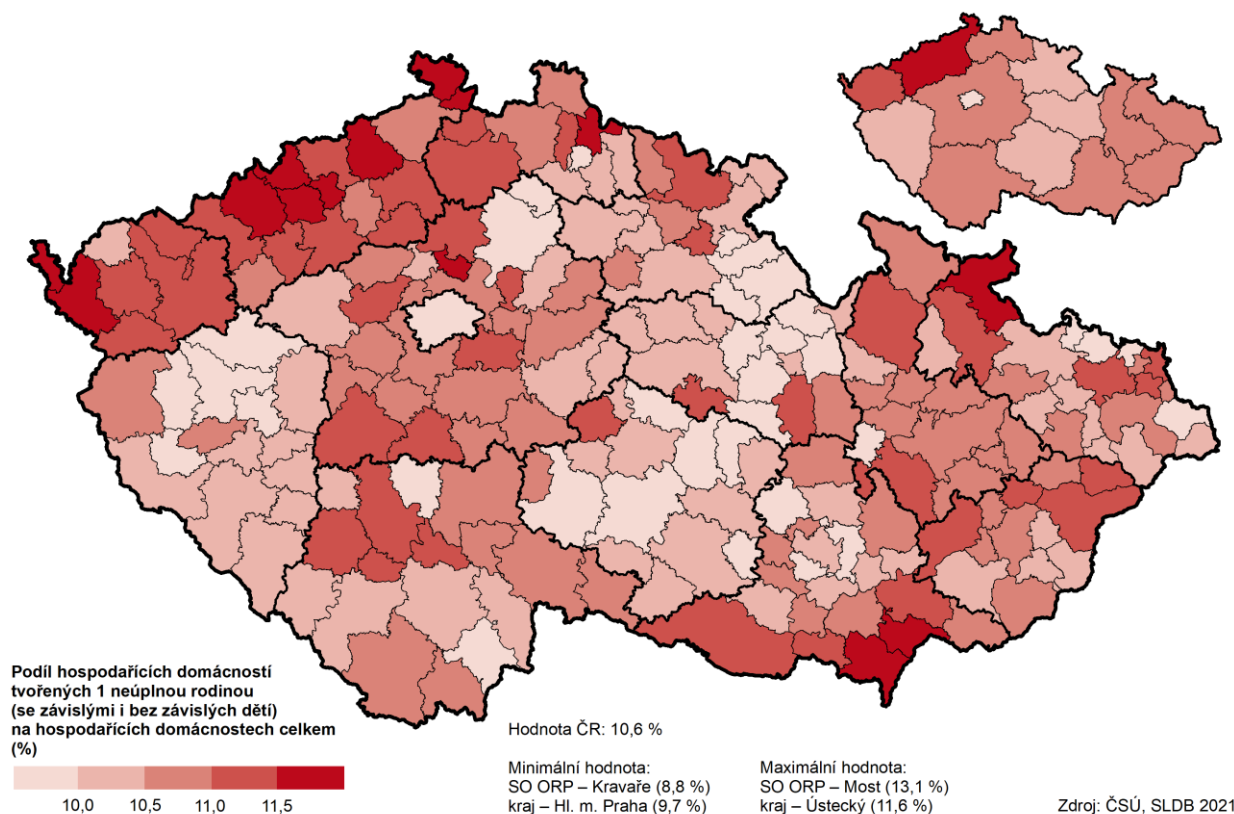 Podíl hospodařících domácností
tvořených 1 neúplnou rodinou
(se závislými i bez závislých dětí)
na hospodařících domácnostech celkem
(%)
10,0 10,5 11,0 11,5
Hodnota ČR: 10,6 %
Minimální hodnota:
SO ORP – Kravaře (8,8 %)
kraj – Hl. m. Praha (9,7 %)
Maximální hodnota:
SO ORP – Most (13,1 %)
kraj – Ústecký (11,6 %)
Zdroj: ČSÚ, SLDB 2021